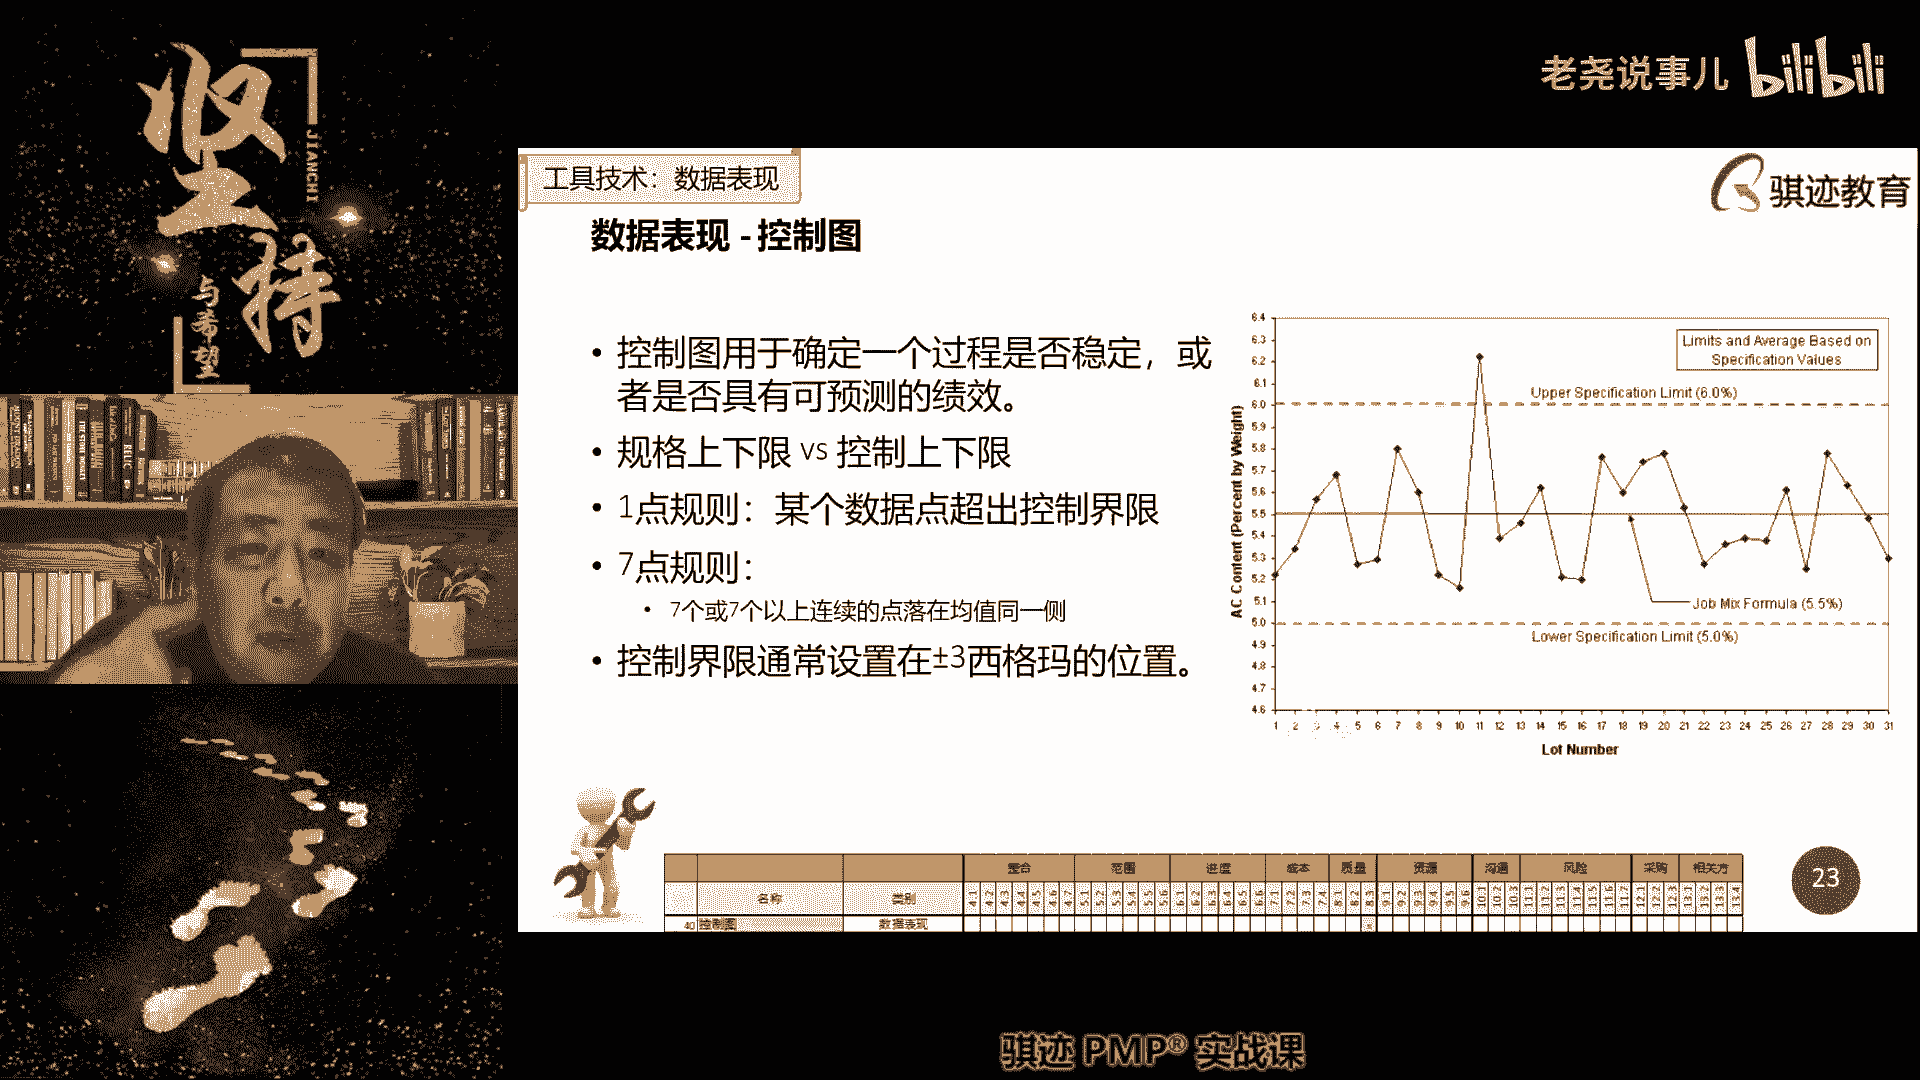 坚持
JIANCHI
与希望
老尧说事儿 bilibili
工具技术：数据表现
骐迹教育
数据表现 - 控制图
• 控制图用于确定一个过程是否稳定，或
者是否具有可预测的绩效。
• 规格上下限 vs 控制上下限
• 1点规则：某个数据点超出控制界限
• 7点规则：
• 7个或7个以上连续的点落在均值同一侧
• 控制界限通常设置在±3西格玛的位置。
Limits and Average Based on
Specification Values
Upper Specification Limit (6.0%)
Job Mix Formula (5.5%)
Lower Specification Limit (5.0%)
AC Content (Percent by Weight)
6.4
6.3
6.2
6.1
6.0
5.9
5.8
5.7
5.6
5.5
5.4
5.3
5.2
5.1
5.0
4.9
4.8
4.7
4.6
1 2 3 4 5 6 7 8 9 10 11 12 13 14 15 16 17 18 19 20 21 22 23 24 25 26 27 28 29 30 31
Lot Number
整合 范围 进度 成本 质量 资源 沟通 风险 采购 相关方
名称 类别
40 控制图 数据表现
23
骐迹 PMP® 实战课